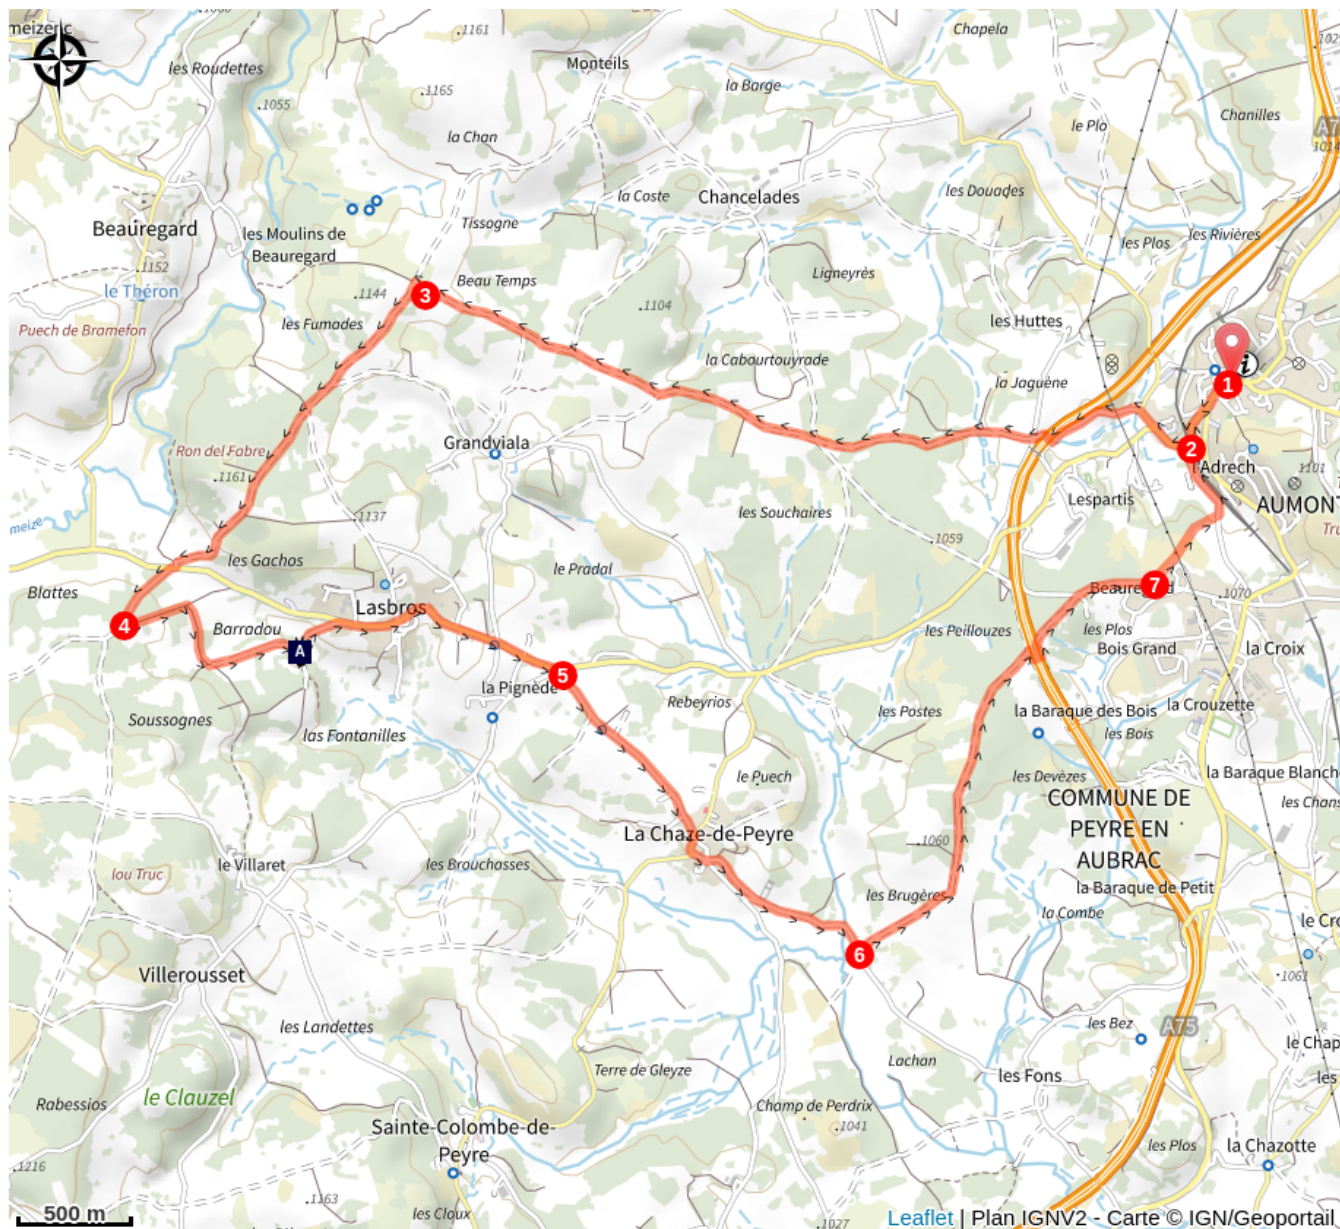 meizeric
.1161
Chapela
les Roudettes
Monteils
.1165
la Barge
.1055
Chanilles
la Chan
le Plo
les Douades
la Coste
Chancelades
Tissogne
Beauregard
les Moulins de
Beauregard
les Plos
les Rivières
.1152
le Théron
.1144
Beau Temps
Ligneyrès
3
.1104
Puech de Bramefon
les Fumades
les Huttes
la Cabourtouyrade
i
la Jaguène
1
Grandviala
Ron del Fabre
2
l'Adrech
.1161
1101
Lespartis
AUMONT
.1137
les Souchaires
.1059
les Gachos
le Pradal
Blattes
Lasbros
Beauregard
7
1070
4
Barradou
A
les Peillouzes
les Plos
Bois Grand
la Croix
la Pignède
5
Rebeyrios
Soussognes
las Fontanilles
les Postes
la Baraque des Bois
la Crouzette
les Bois
le Puech
les Devèzes
la Baraque Blanche
COMMUNE DE
PEYRE EN
AUBRAC
les Chans
La Chaze-de-Peyre
.1060
le Villaret
les Brouchasses
lou Truc
les Brugères
la Baraque de Petit
la Combe
6
Villerousset
.1061
les Landettes
les Bez
A75
Lachan
les Fons
Terre de Gleyze
le Clauzel
Rabessios
Champ de Perdrix
.1041
Sainte-Colombe-de-
Peyre
les Plos
la Chazotte
.1216
.1163
les Cloux
.1027
500 m
Leaflet | Plan IGNV2 - Carte © IGN/Geoportail